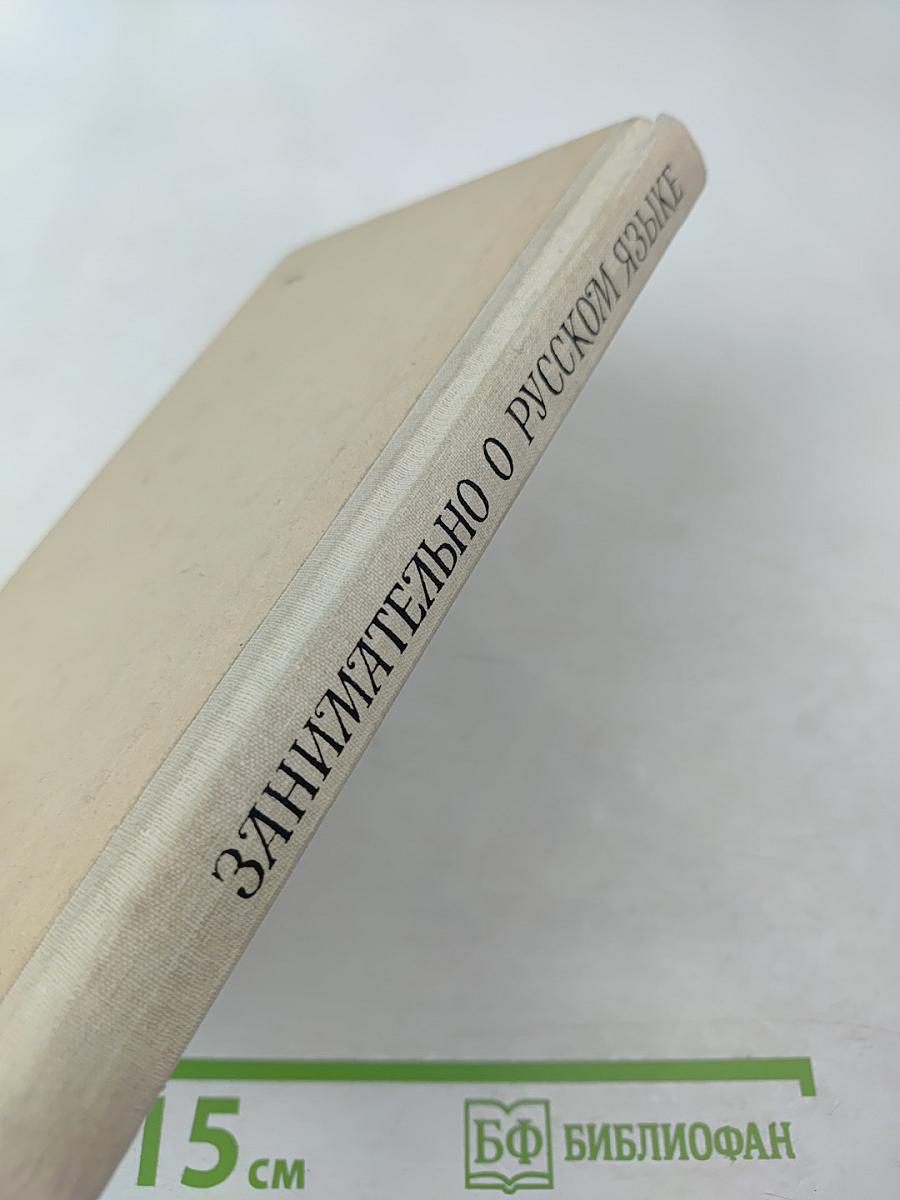 ЗАНИМАТЕЛЬНО О РУССКОМ ЯЗЫКЕ
15 см
БФ БИБЛИОФАН